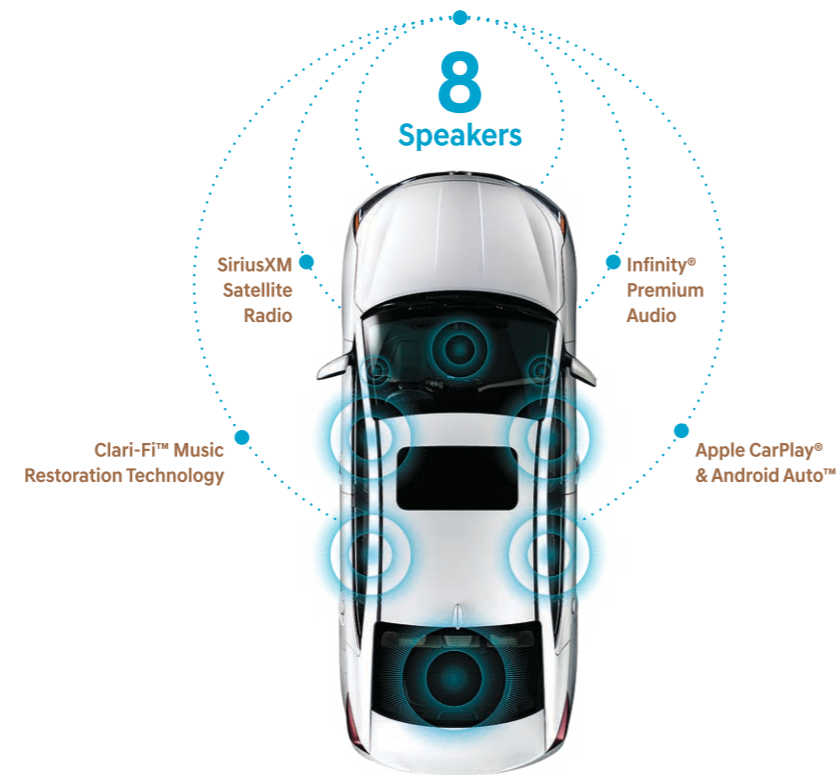 8
Speakers
SiriusXM
Satellite
Radio
Infinity®
Premium
Audio
Clari-Fi™ Music
Restoration Technology
Apple CarPlay®
& Android Auto™